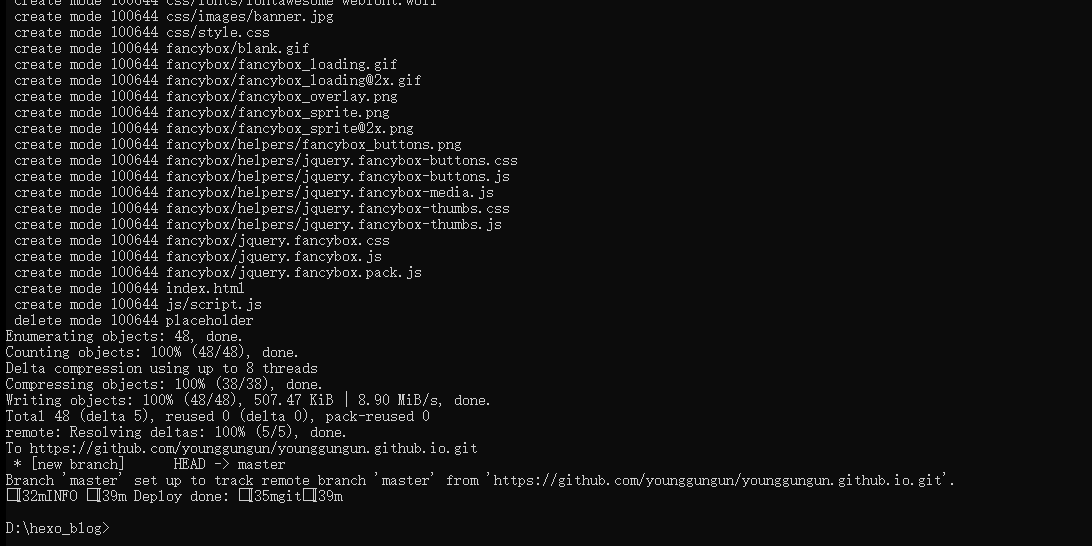 create mode 100644 css/fonts/fontawesome-webfont.woff
create mode 100644 css/images/banner.jpg
create mode 100644 css/style.css
create mode 100644 fancybox/blank.gif
create mode 100644 fancybox/fancybox_loading.gif
create mode 100644 fancybox/fancybox_loading@2x.gif
create mode 100644 fancybox/fancybox_overlay.png
create mode 100644 fancybox/fancybox_sprite.png
create mode 100644 fancybox/fancybox_sprite@2x.png
create mode 100644 fancybox/helpers/fancybox_buttons.png
create mode 100644 fancybox/helpers/jquery.fancybox-buttons.css
create mode 100644 fancybox/helpers/jquery.fancybox-buttons.js
create mode 100644 fancybox/helpers/jquery.fancybox-media.js
create mode 100644 fancybox/helpers/jquery.fancybox-thumbs.css
create mode 100644 fancybox/helpers/jquery.fancybox-thumbs.js
create mode 100644 fancybox/jquery.fancybox.css
create mode 100644 fancybox/jquery.fancybox.js
create mode 100644 fancybox/jquery.fancybox.pack.js
create mode 100644 index.html
create mode 100644 js/script.js
delete mode 100644 placeholder
Enumerating objects: 48, done.
Counting objects: 100% (48/48), done.
Delta compression using up to 8 threads
Compressing objects: 100% (38/38), done.
Writing objects: 100% (48/48), 507.47 KiB | 8.90 MiB/s, done.
Total 48 (delta 5), reused 0 (delta 0), pack-reused 0
remote: Resolving deltas: 100% (5/5), done.
To https://github.com/younggungun/younggungun.github.io.git
* [new branch]      HEAD -> master
Branch 'master' set up to track remote branch 'master' from 'https://github.com/younggungun/younggungun.github.io.git'.
□[32mINFO □[39m Deploy done: □[35mgit□[39m
D:\hexo_blog>